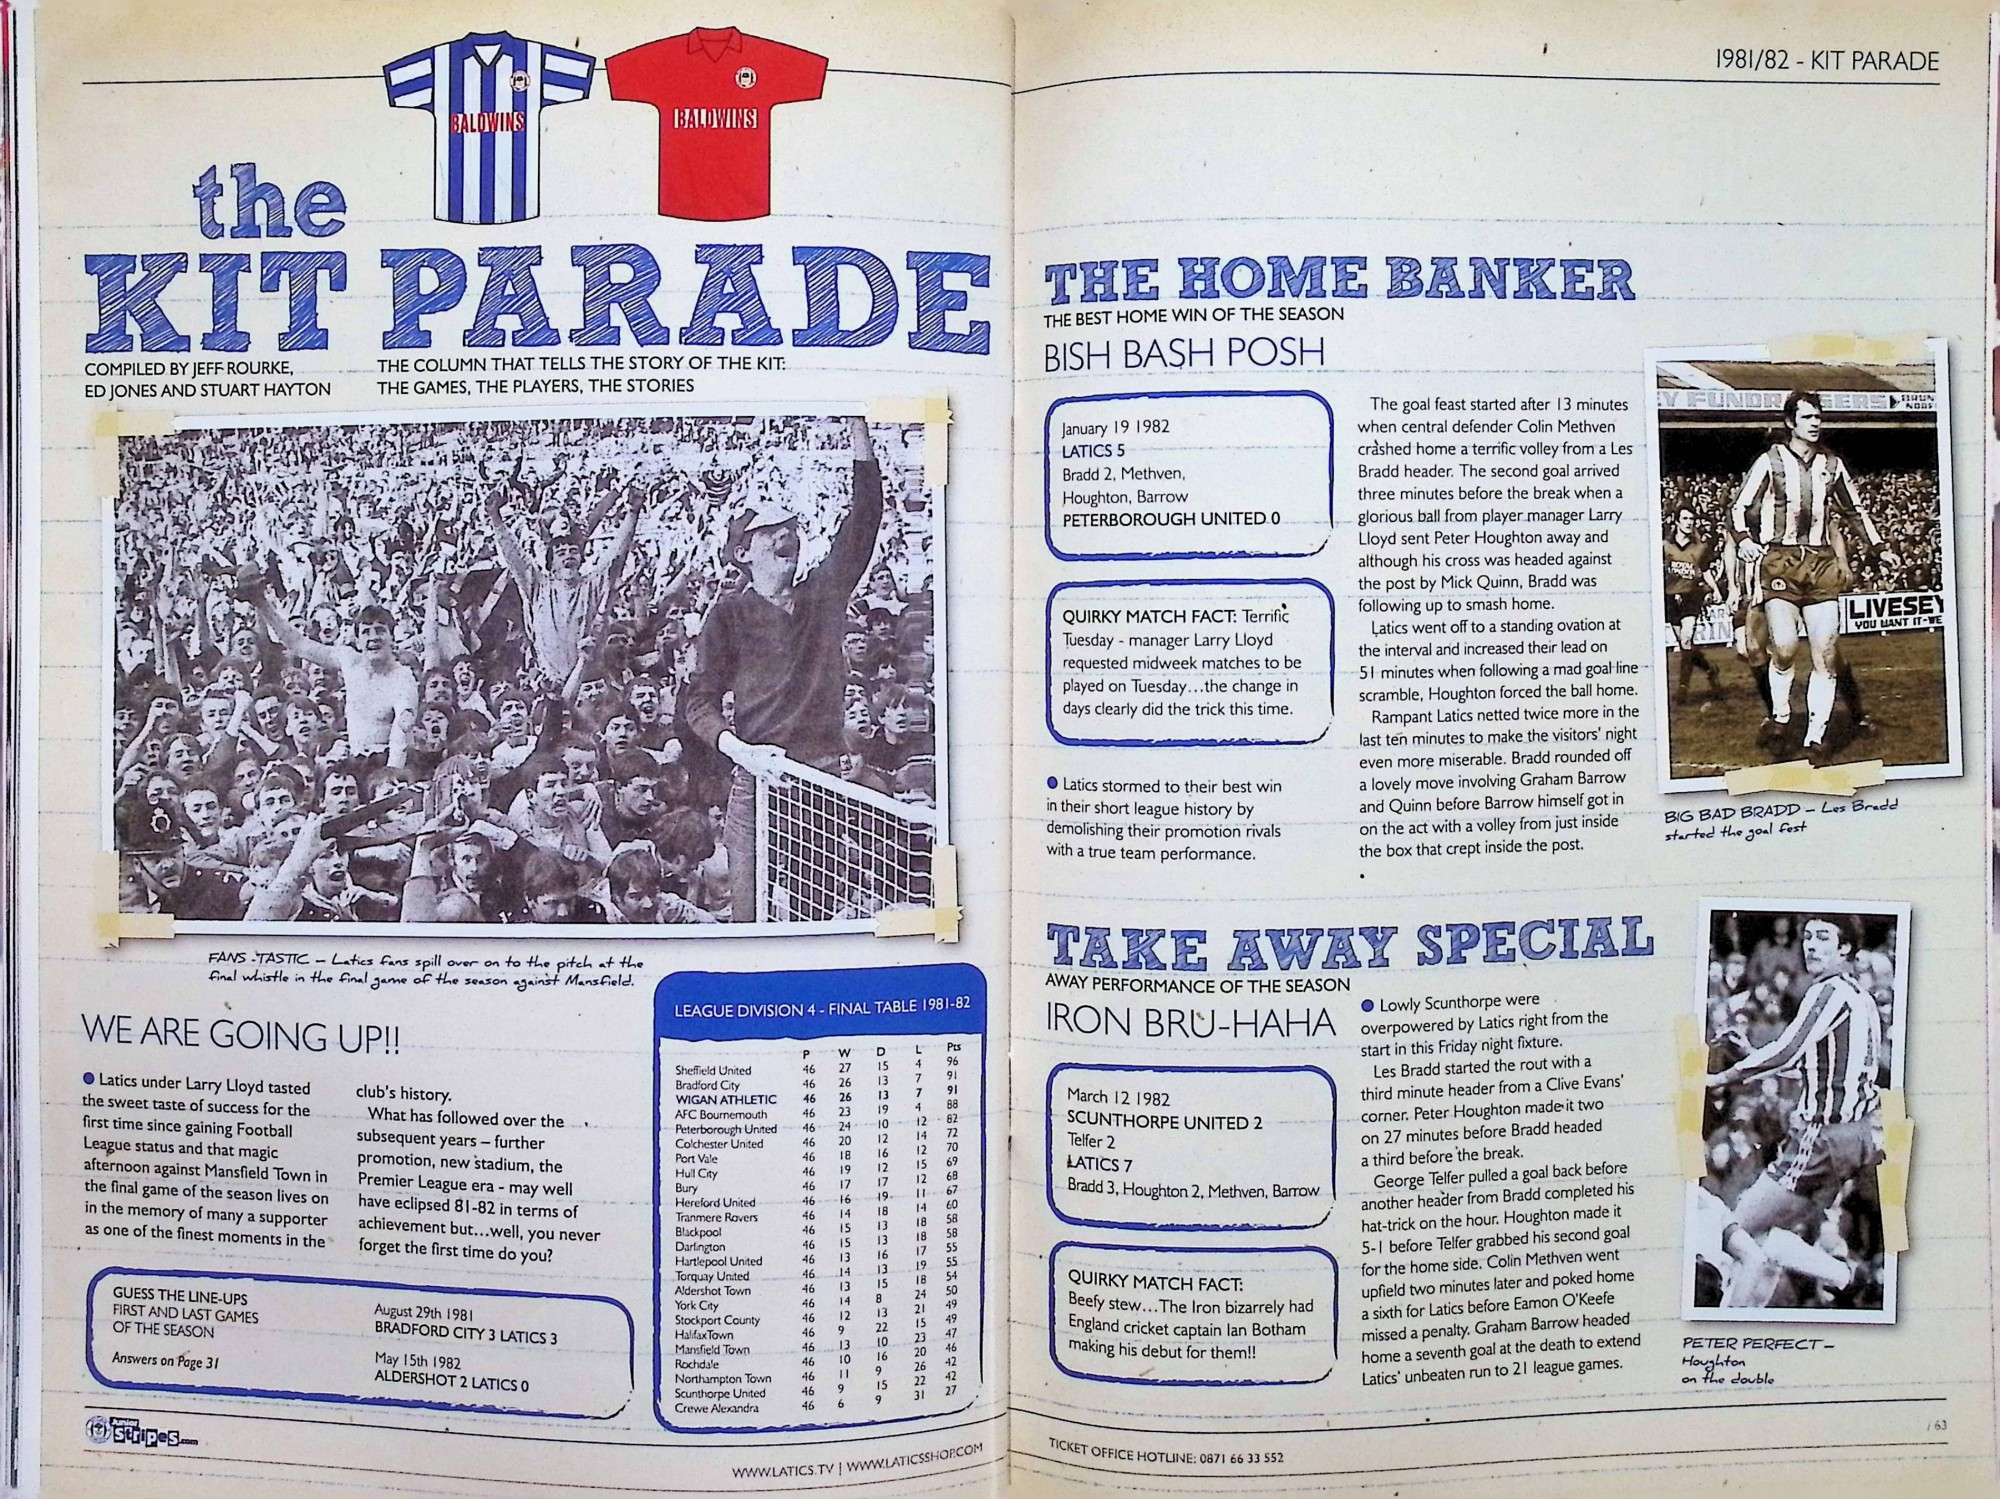 1981/82 - KIT PARADE
BALDWINS
BALDWINS
the
KIT PARADE
COMPILED BY JEFF ROURKE,
ED JONES AND STUART HAYTON
THE COLUMN THAT TELLS THE STORY OF THE KIT:
THE GAMES, THE PLAYERS, THE STORIES
FANS -TASTIC – Latics fans spill over on to the pitch at the
final whistle in the final game of the season against Mansfield.
WE ARE GOING UP!!
Latics under Larry Lloyd tasted
the sweet taste of success for the
first time since gaining Football
League status and that magic
afternoon against Mansfield Town in
the final game of the season lives on
in the memory of many a supporter
as one of the finest moments in the
club's history.
What has followed over the
subsequent years – further
promotion, new stadium, the
Premier League era - may well
have eclipsed 81-82 in terms of
achievement but...well, you never
forget the first time do you?
GUESS THE LINE-UPS
FIRST AND LAST GAMES
OF THE SEASON
Answers on Page 31
August 29th 1981
BRADFORD CITY 3 LATICS 3
May 15th 1982
ALDERSHOT 2 LATICS 0
LEAGUE DIVISION 4 - FINAL TABLE 1981-82
P W D L Pts
Sheffield United 46 27 15 4 96
Bradford City 46 26 13 7 91
WIGAN ATHLETIC 46 26 13 7 91
AFC Bournemouth 46 23 19 4 88
Peterborough United 46 24 10 12 82
Colchester United 46 20 12 14 72
Port Vale 46 18 16 12 70
Hull City 46 19 12 15 69
Bury 46 17 17 12 68
Hereford United 46 16 19 11 67
Tranmere Rovers 46 14 18 14 60
Blackpool 46 15 13 18 58
Darlington 46 15 13 18 58
Hartlepool United 46 13 16 17 55
Torquay United 46 14 13 19 55
Aldershot Town 46 13 15 18 54
York City 46 14 8 24 50
Stockport County 46 12 13 21 49
Halifax Town 46 9 22 15 49
Mansfield Town 46 13 10 23 47
Rochdale 46 10 16 20 46
Northampton Town 46 11 9 26 42
Scunthorpe United 46 9 15 22 42
Crewe Alexandra 46 6 9 31 27
JUNIOR
STRIPES.com
WWW.LATICS.TV | WWW.LATICSSHOP.COM
THE HOME BANKER
THE BEST HOME WIN OF THE SEASON
BISH BASH POSH
January 19 1982
LATICS 5
Bradd 2, Methven,
Houghton, Barrow
PETERBOROUGH UNITED 0
QUIRKY MATCH FACT: Terrific
Tuesday - manager Larry Lloyd
requested midweek matches to be
played on Tuesday...the change in
days clearly did the trick this time.
Latics stormed to their best win
in their short league history by
demolishing their promotion rivals
with a true team performance.
The goal feast started after 13 minutes
when central defender Colin Methven
crashed home a terrific volley from a Les
Bradd header. The second goal arrived
three minutes before the break when a
glorious ball from player manager Larry
Lloyd sent Peter Houghton away and
although his cross was headed against
the post by Mick Quinn, Bradd was
following up to smash home.
Latics went off to a standing ovation at
the interval and increased their lead on
51 minutes when following a mad goal line
scramble, Houghton forced the ball home.
Rampant Latics netted twice more in the
last ten minutes to make the visitors' night
even more miserable. Bradd rounded off
a lovely move involving Graham Barrow
and Quinn before Barrow himself got in
on the act with a volley from just inside
the box that crept inside the post.
LIVESEY
YOU WANT IT-WE
BIG BAD BRADD – Les Bradd
started the goal fest
TAKE AWAY SPECIAL
AWAY PERFORMANCE OF THE SEASON
IRON BRU-HAHA
March 12 1982
SCUNTHORPE UNITED 2
Telfer 2
LATICS 7
Bradd 3, Houghton 2, Methven, Barrow
QUIRKY MATCH FACT:
Beefy stew...The Iron bizarrely had
England cricket captain Ian Botham
making his debut for them!!
Lowly Scunthorpe were
overpowered by Latics right from the
start in this Friday night fixture.
Les Bradd started the rout with a
third minute header from a Clive Evans'
corner. Peter Houghton made it two
on 27 minutes before Bradd headed
a third before the break.
George Telfer pulled a goal back before
another header from Bradd completed his
hat-trick on the hour. Houghton made it
5-1 before Telfer grabbed his second goal
for the home side. Colin Methven went
upfield two minutes later and poked home
a sixth for Latics before Eamon O'Keefe
missed a penalty. Graham Barrow headed
home a seventh goal at the death to extend
Latics' unbeaten run to 21 league games.
PETER PERFECT –
Houghton
on the double
TICKET OFFICE HOTLINE: 0871 66 33 552
/ 63